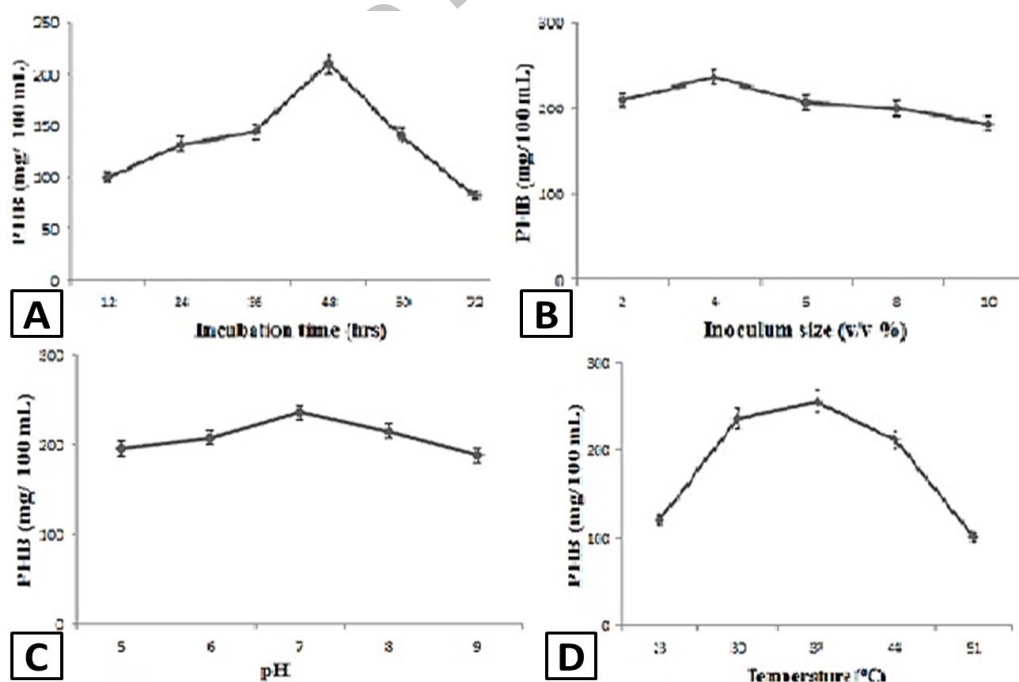 250
200
150
100
50
0
PHB (mg/ 100 mL)
12 24 36 48 72
Incubation time (hrs)
A
300
200
100
0
PHB (mg/100 mL)
2 4 6 8 10
Inoculum size (v/v %)
B
300
200
100
0
PHB (mg/ 100 mL)
5 6 7 8 9
pH
C
300
200
100
0
PHB (mg/100 mL)
30 44 51
Temperature (°C)
D